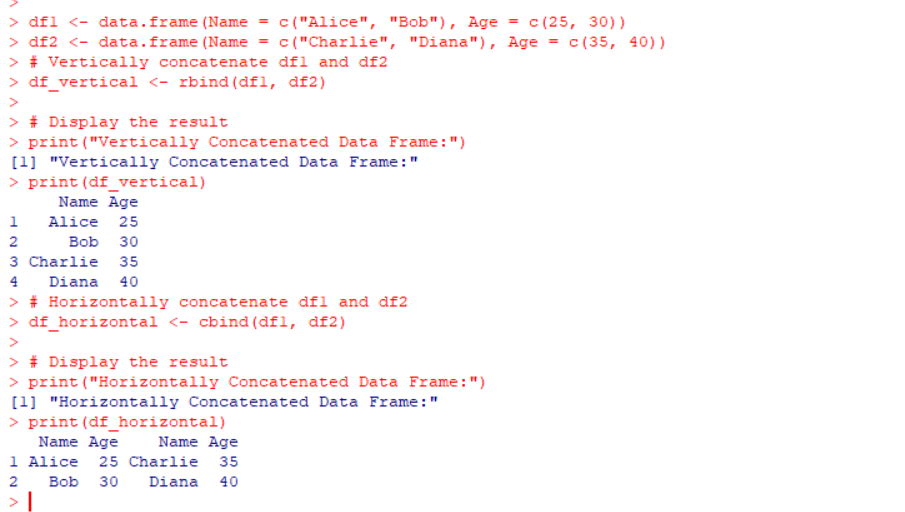 >
> df1 <- data.frame(Name = c("Alice", "Bob"), Age = c(25, 30))
> df2 <- data.frame(Name = c("Charlie", "Diana"), Age = c(35, 40))
> # Vertically concatenate df1 and df2
> df_vertical <- rbind(df1, df2)
>
> # Display the result
> print("Vertically Concatenated Data Frame:")
[1] "Vertically Concatenated Data Frame:"
> print(df_vertical)
     Name Age
1   Alice  25
2     Bob  30
3 Charlie  35
4   Diana  40
> # Horizontally concatenate df1 and df2
> df_horizontal <- cbind(df1, df2)
>
> # Display the result
> print("Horizontally Concatenated Data Frame:")
[1] "Horizontally Concatenated Data Frame:"
> print(df_horizontal)
   Name Age    Name Age
1 Alice  25 Charlie  35
2   Bob  30   Diana  40
>